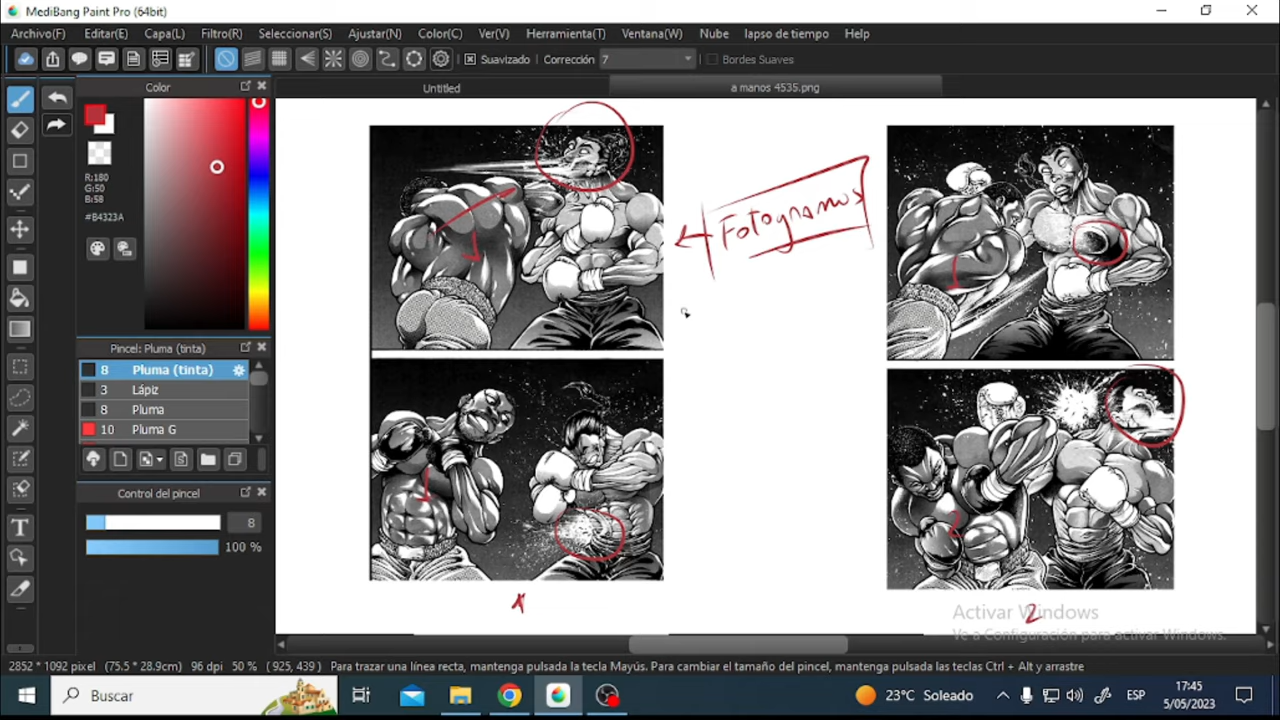 MediBang Paint Pro (64bit)
Archivo(F) Editar(E) Capa(L) Filtro(R) Seleccionar(S) Ajustar(N) Color(C) Ver(V) Herramienta(T) Ventana(W) Nube lapso de tiempo Help
Suavizado Corrección 7 Bordes Suaves
Color
Untitled
a manos 4535.png
R:180
G:50
B:58
#B4323A
Fotogramas
Pincel: Pluma (tinta)
8 Pluma (tinta)
3 Lápiz
8 Pluma
10 Pluma G
Control del pincel
8
100 %
1
2
2
Activar Windows
Ve a Configuración para activar Windows.
2852 * 1092 pixel (75.5 * 28.9cm) 96 dpi 50 % ( 925, 439 ) Para trazar una línea recta, mantenga pulsada la tecla Mayús. Para cambiar el tamaño del pincel, mantenga pulsadas las teclas Ctrl + Alt y arrastre
Buscar
23°C Soleado
ESP
17:45
5/05/2023